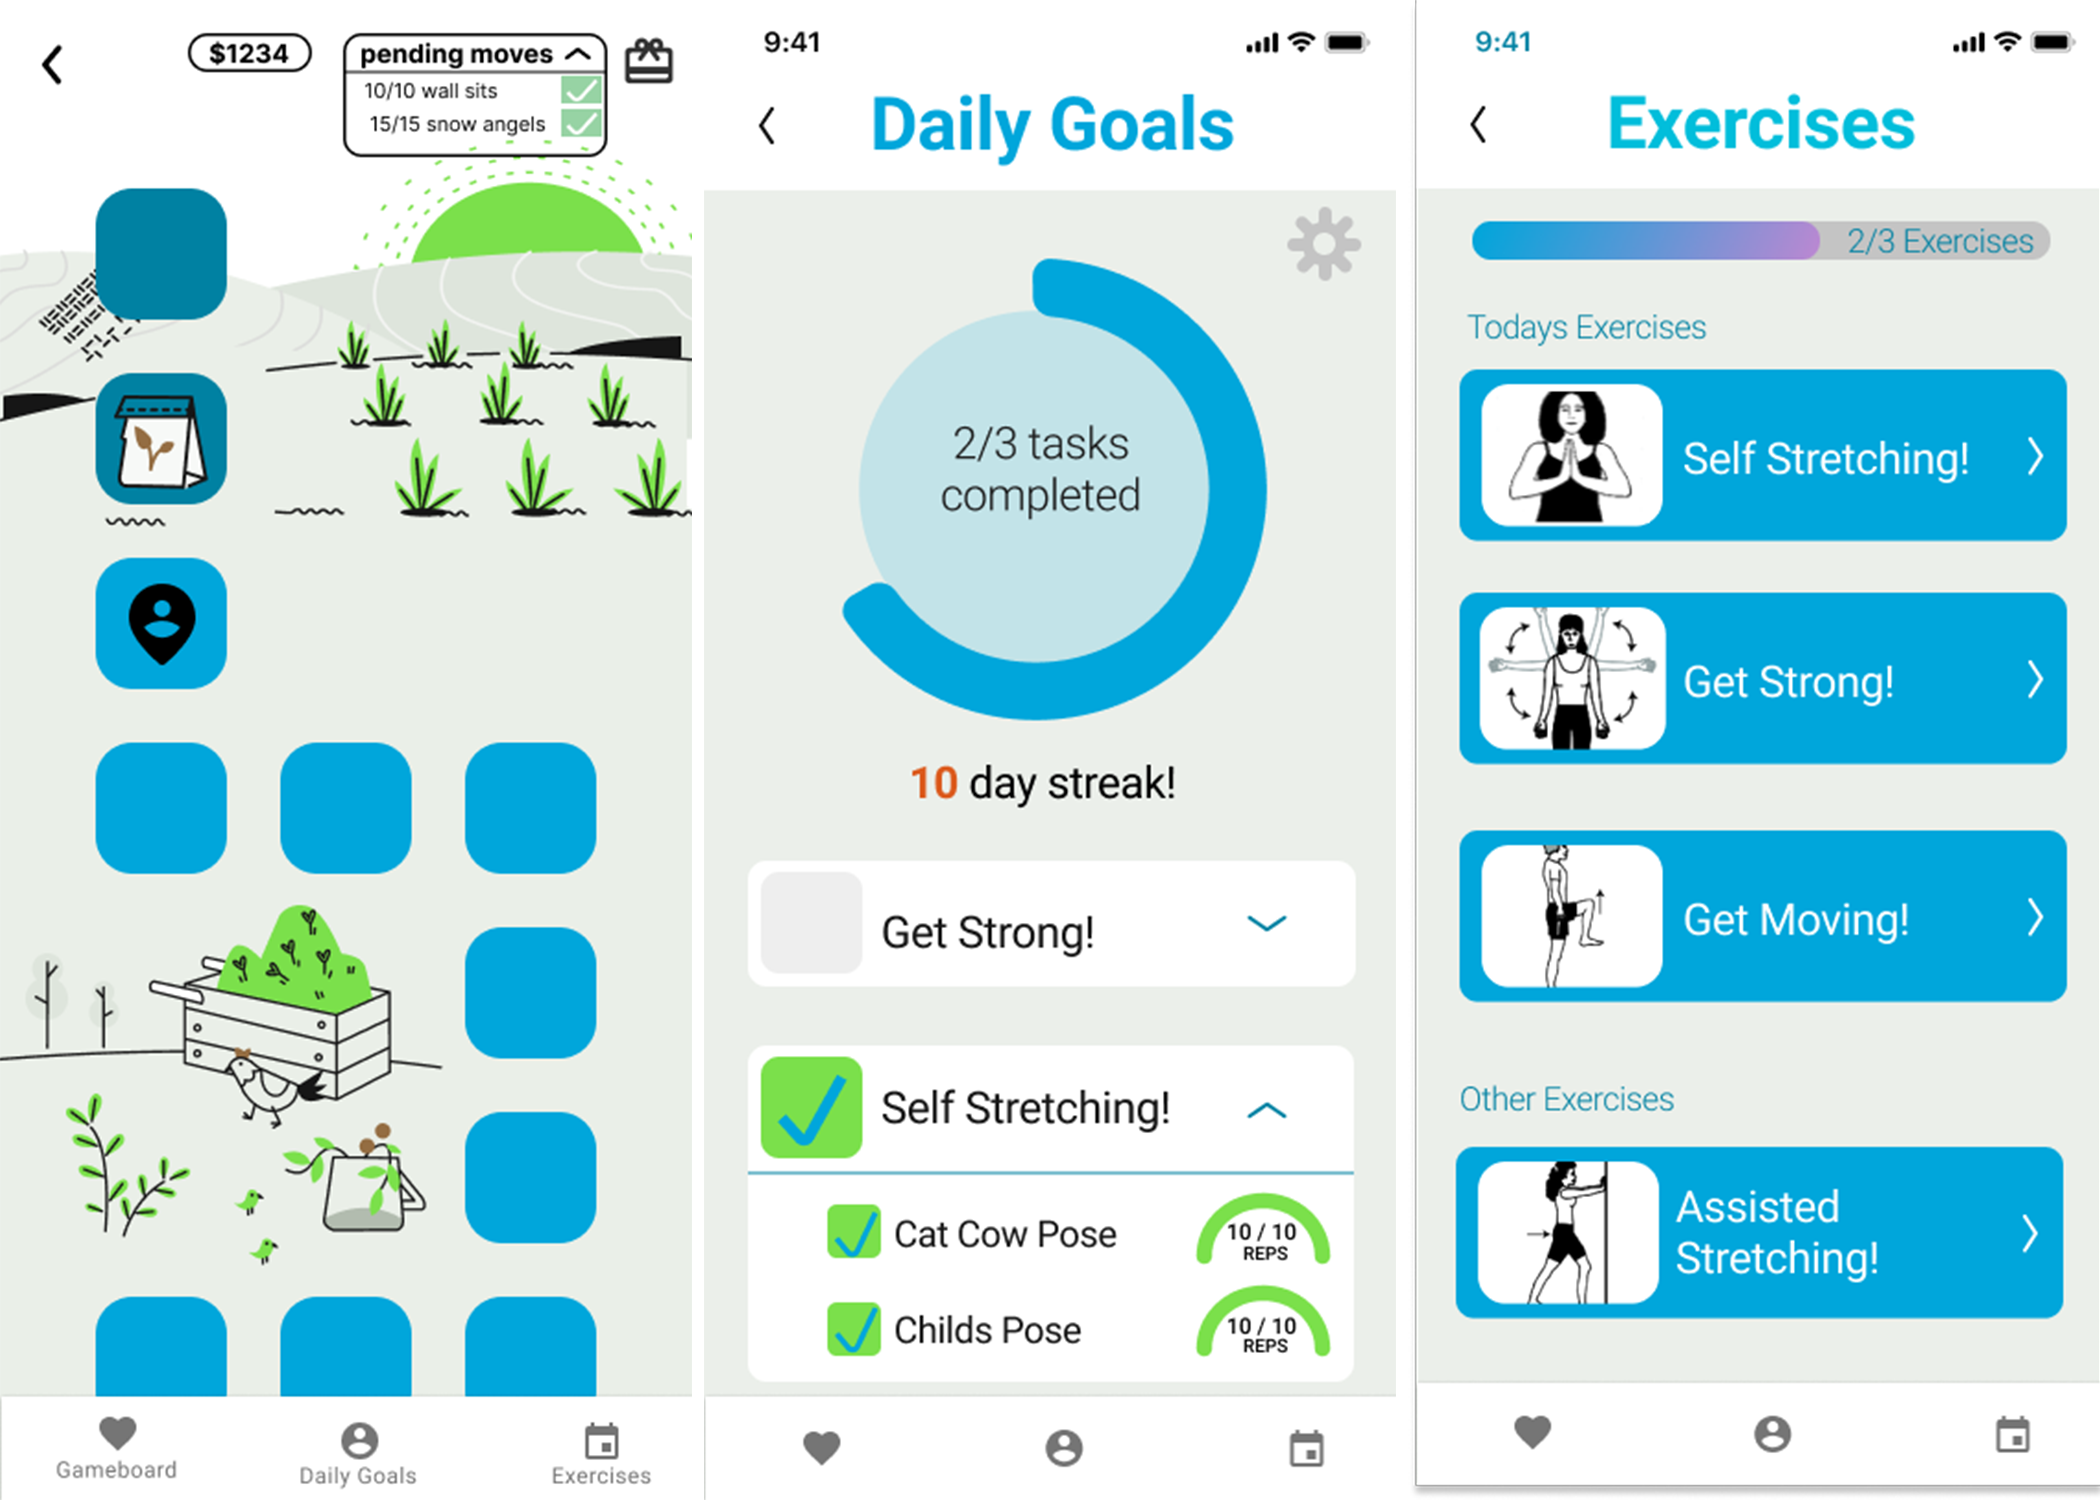 $1234
pending moves
10/10 wall sits
15/15 snow angels
Gameboard
Daily Goals
Exercises
9:41
Daily Goals
2/3 tasks
completed
10 day streak!
Get Strong!
Self Stretching!
Cat Cow Pose
10 / 10
REPS
Childs Pose
10 / 10
REPS
9:41
Exercises
2/3 Exercises
Todays Exercises
Self Stretching!
Get Strong!
Get Moving!
Other Exercises
Assisted
Stretching!